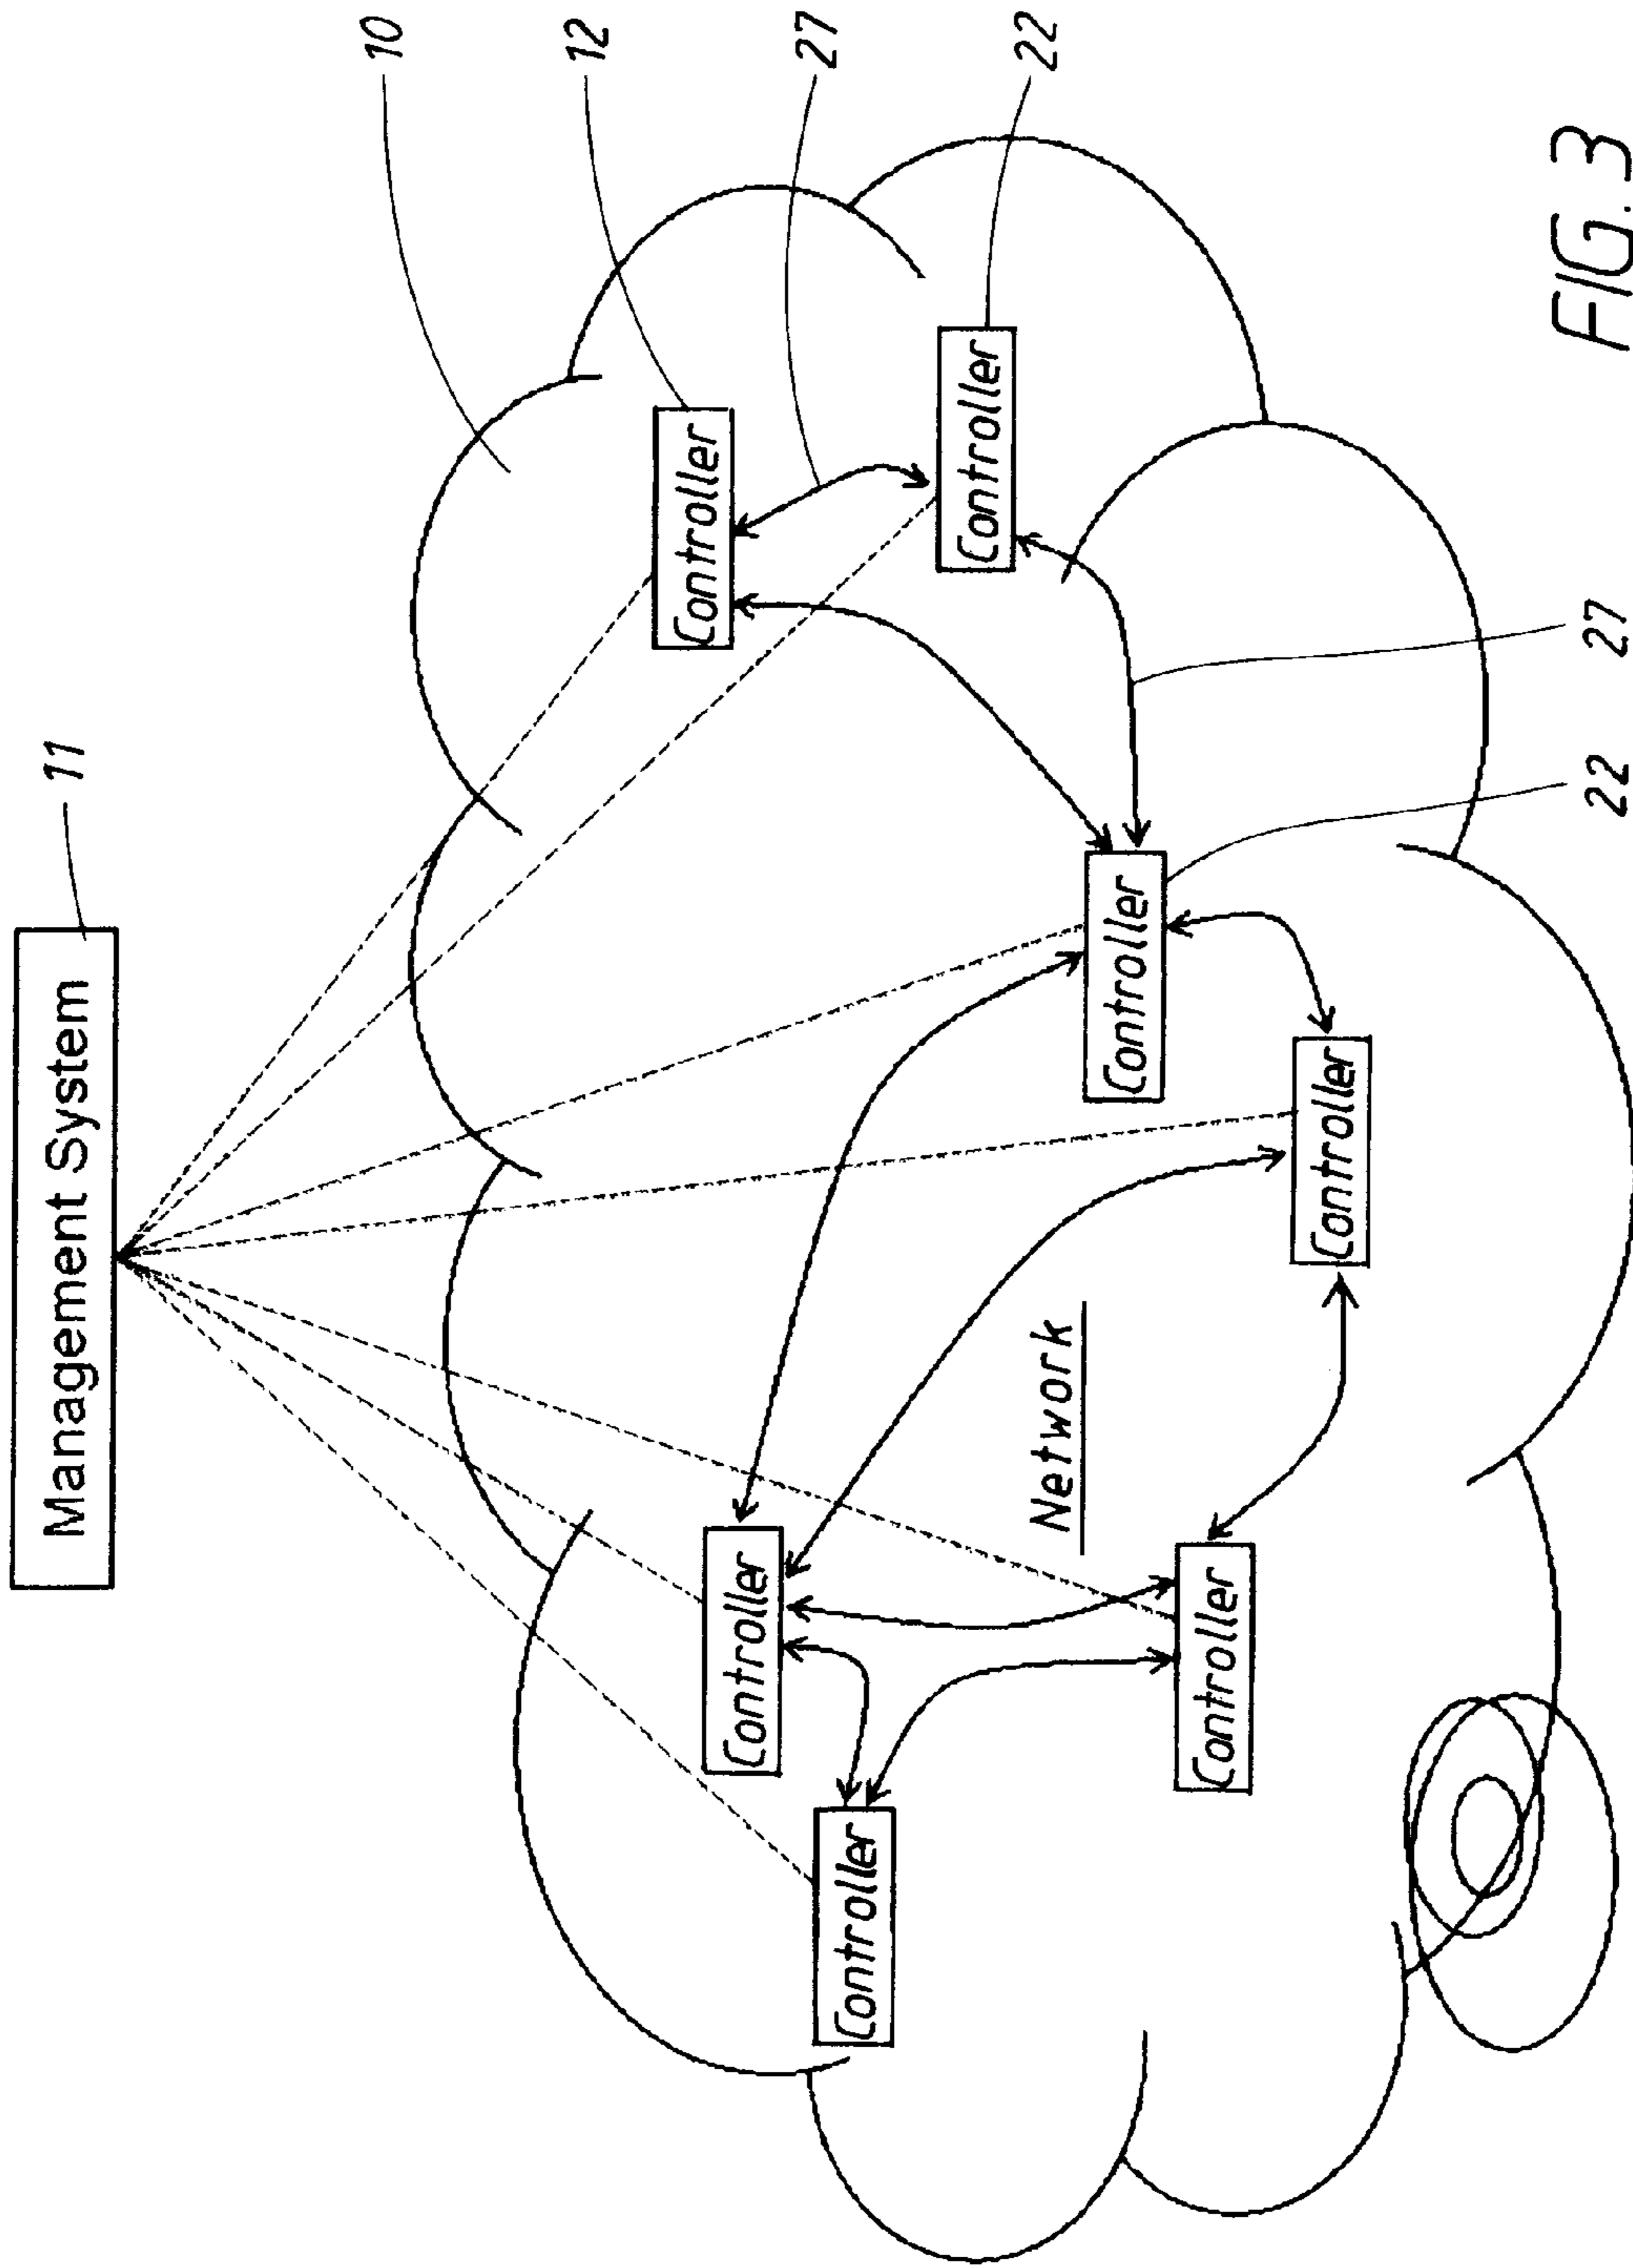 Management System
11
10
12
27
22
Controller
Controller
Controller
Controller
Controller
Controller
Controller
Network
22
27
FIG. 3